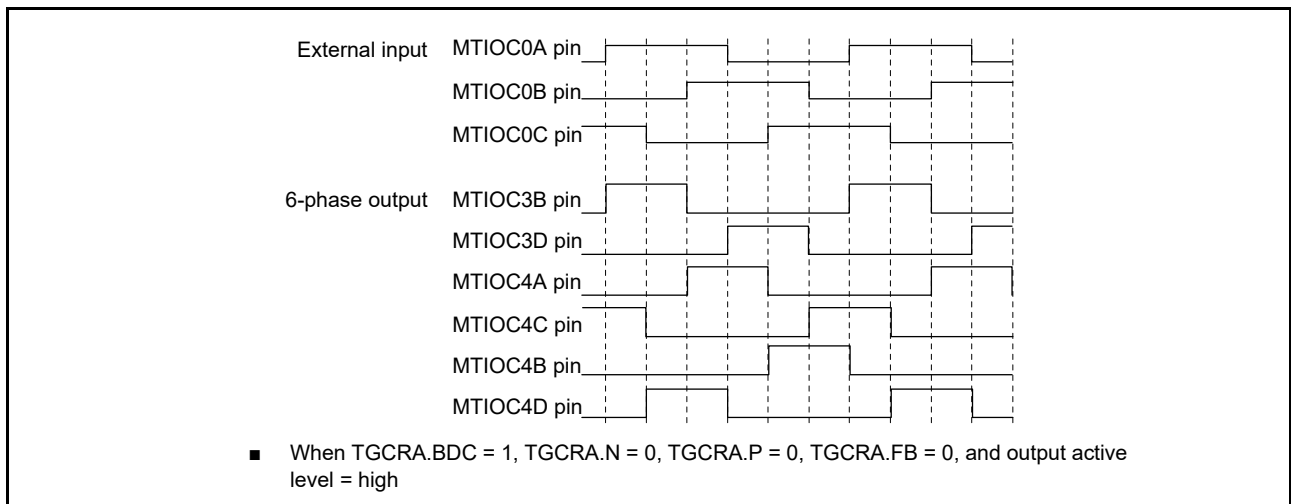 External input MTIOC0A pin
MTIOC0B pin
MTIOC0C pin
6-phase output MTIOC3B pin
MTIOC3D pin
MTIOC4A pin
MTIOC4C pin
MTIOC4B pin
MTIOC4D pin
■ When TGCRA.BDC = 1, TGCRA.N = 0, TGCRA.P = 0, TGCRA.FB = 0, and output active
level = high